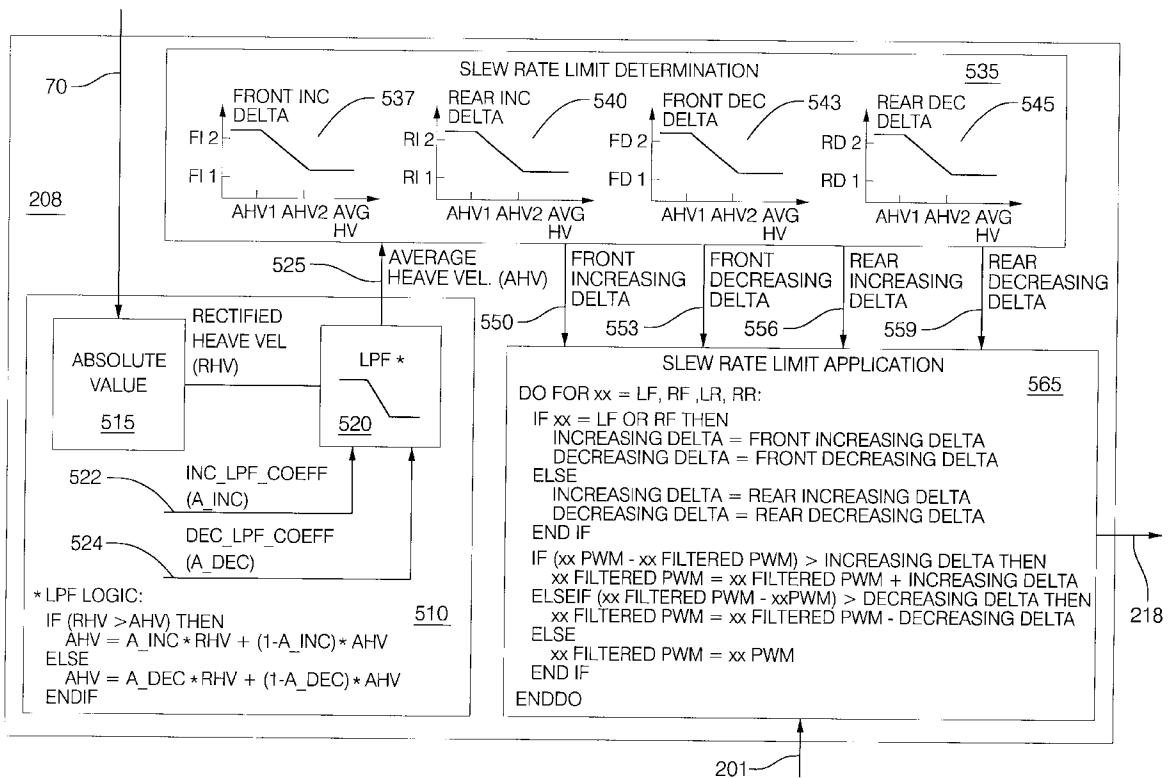 70
SLEW RATE LIMIT DETERMINATION
535
FRONT INC
DELTA
537
FI 2
FI 1
AHV1 AHV2 AVG
HV
REAR INC
DELTA
540
RI 2
RI 1
AHV1 AHV2 AVG
HV
FRONT DEC
DELTA
543
FD 2
FD 1
AHV1 AHV2 AVG
HV
REAR DEC
DELTA
545
RD 2
RD 1
AHV1 AHV2 AVG
HV
208
525
AVERAGE
HEAVE VEL. (AHV)
FRONT
INCREASING
DELTA
550
FRONT
DECREASING
DELTA
553
REAR
INCREASING
DELTA
556
REAR
DECREASING
DELTA
559
RECTIFIED
HEAVE VEL
(RHV)
ABSOLUTE
VALUE
515
LPF *
520
522
INC_LPF_COEFF
(A_INC)
524
DEC_LPF_COEFF
(A_DEC)
* LPF LOGIC:
510
IF (RHV >AHV) THEN
AHV = A_INC * RHV + (1-A_INC) * AHV
ELSE
AHV = A_DEC * RHV + (1-A_DEC) * AHV
ENDIF
SLEW RATE LIMIT APPLICATION
565
DO FOR xx = LF, RF ,LR, RR:
IF xx = LF OR RF THEN
INCREASING DELTA = FRONT INCREASING DELTA
DECREASING DELTA = FRONT DECREASING DELTA
ELSE
INCREASING DELTA = REAR INCREASING DELTA
DECREASING DELTA = REAR DECREASING DELTA
END IF
IF (xx PWM - xx FILTERED PWM) > INCREASING DELTA THEN
xx FILTERED PWM = xx FILTERED PWM + INCREASING DELTA
ELSEIF (xx FILTERED PWM - xxPWM) > DECREASING DELTA THEN
xx FILTERED PWM = xx FILTERED PWM - DECREASING DELTA
ELSE
xx FILTERED PWM = xx PWM
END IF
ENDDO
218
201